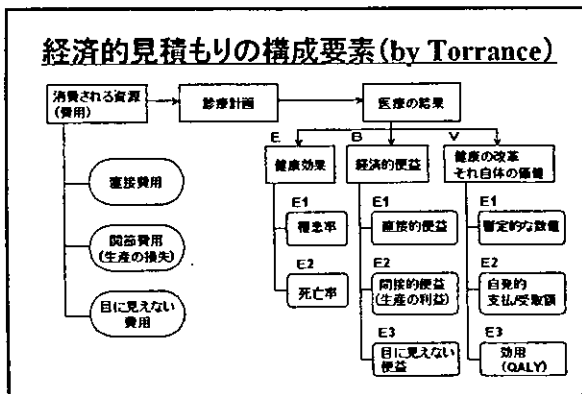 経済的見積もりの構成要素(by Torrance)
消費される資源
(費用)
診療計画
医療の結果
E
B
V
健康効果
経済的便益
健康の改革
それ自体の価値
直接費用
関節費用
(生産の損失)
目に見えない
費用
E1
罹患率
E2
死亡率
E1
直接的便益
E2
間接的便益
(生産の利益)
E3
目に見えない
便益
E1
暫定的な数値
E2
自発的
支払/受取額
E3
効用
(QALY)